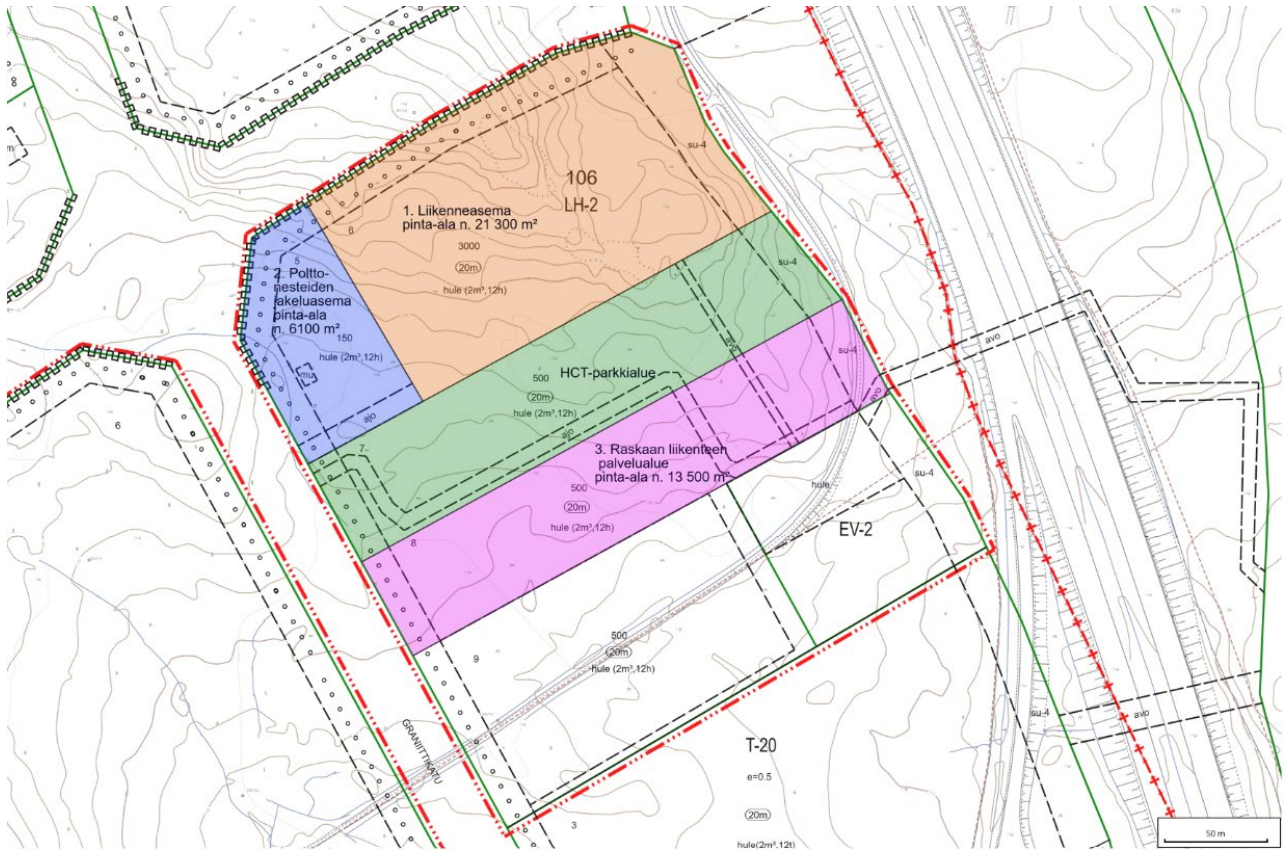 106
LH-2
su-4
1. Liikenneasema
pinta-ala n. 21 300 m²
6
3000
20m
hule (2m³,12h)
5
2. Poltto-
nesteiden
jakeluasema
pinta-ala
n. 6100 m²
150
hule (2m³,12h)
mu
ajo
su-4
avo
HCT-parkkialue
500
20m
hule (2m³,12h)
ajo
7
su-4
avo
3. Raskaan liikenteen
palvelualue
pinta-ala n. 13 500 m²
500
20m
hule (2m³,12h)
8
6
avo
su-4
hule
EV-2
9
500
20m
hule (2m³,12h)
GRANIITTIKATU
su-4
avo
T-20
e=0.5
20m
hule(2m³,12t)
3
50 m